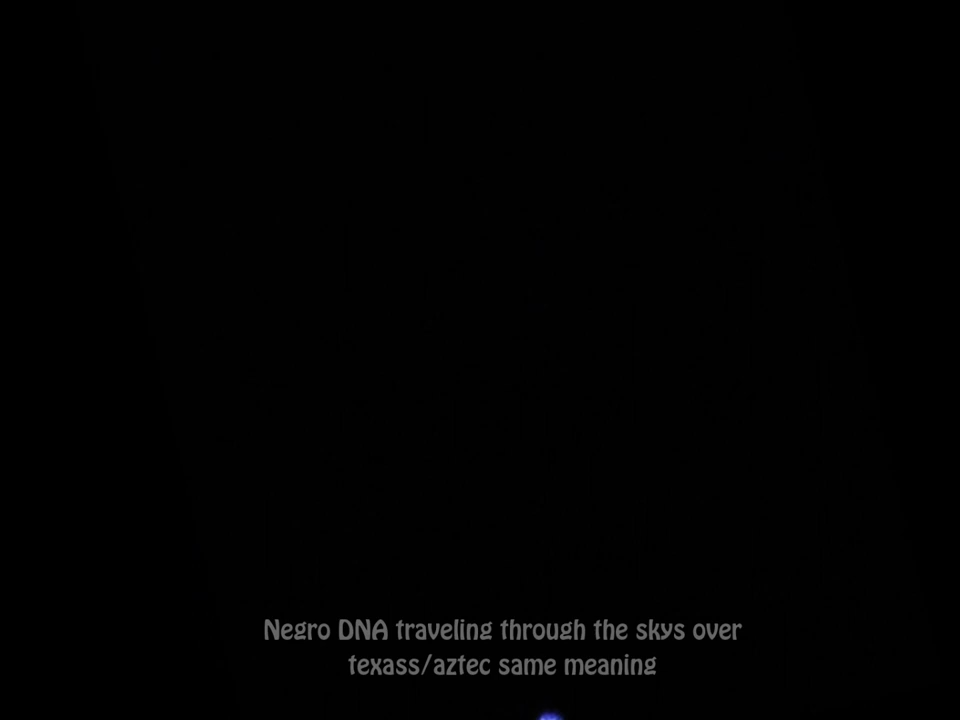 Negro DNA traveling through the skys over
texass/aztec same meaning